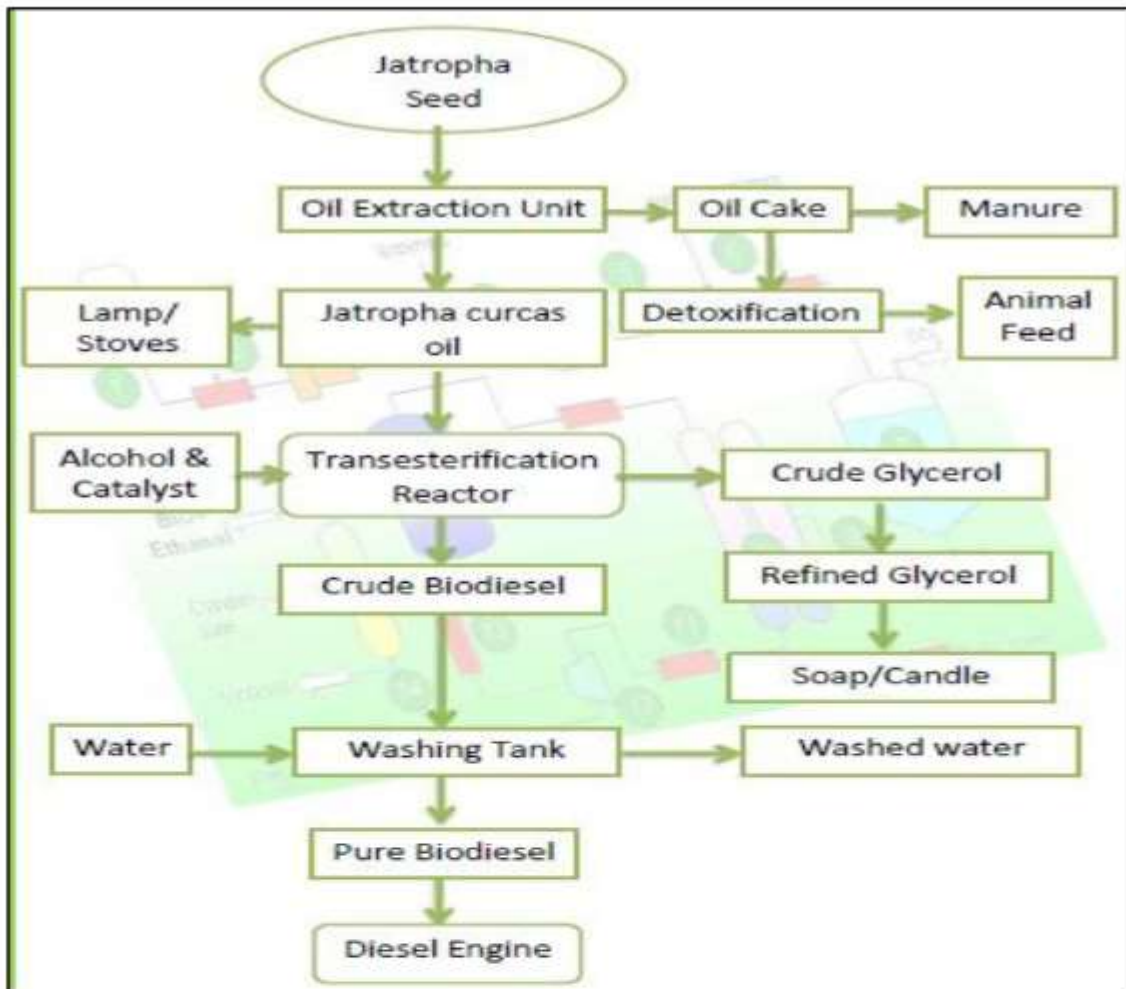 Jatropha
Seed
Oil Extraction Unit
Oil Cake
Manure
Lamp/
Stoves
Jatropha curcas
oil
Detoxification
Animal
Feed
Alcohol &
Catalyst
Transesterification
Reactor
Crude Glycerol
Ethanal
Crude Biodiesel
Refined Glycerol
Soap/Candle
Water
Washing Tank
Washed water
Pure Biodiesel
Diesel Engine